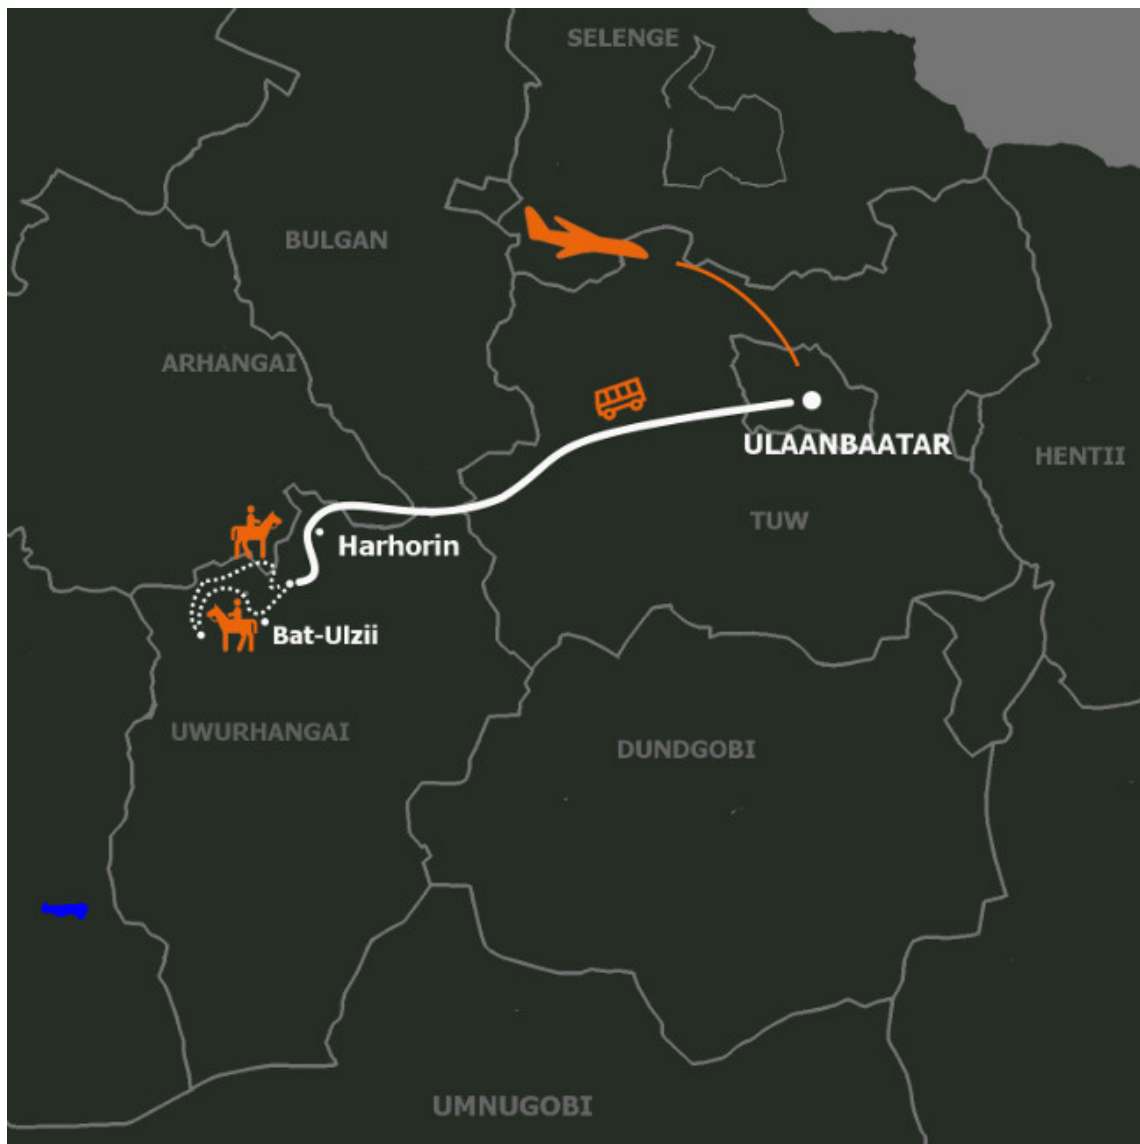 SELENGE
BULGAN
ARHANGAI
ULAANBAATAR
HENTII
TUW
Harhorin
Bat-Ulzii
UWURHANGAI
DUNDGOBI
UMNUGOBI